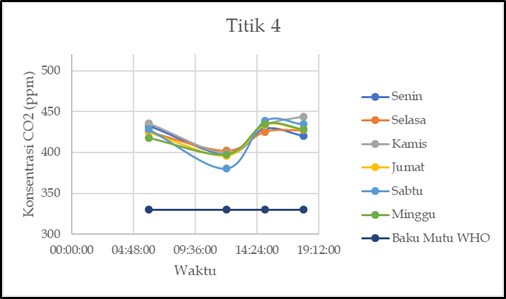 Titik 4
Konsentrasi CO2 (ppm)
500
450
400
350
300
00:00:00 04:48:00 09:36:00 14:24:00 19:12:00
Waktu
Senin
Selasa
Kamis
Jumat
Sabtu
Minggu
Baku Mutu WHO